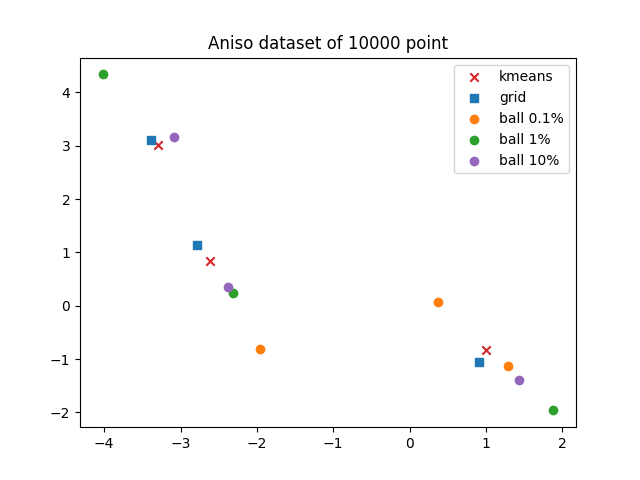 Aniso dataset of 10000 point
kmeans
grid
ball 0.1%
ball 1%
ball 10%
4
3
2
1
0
−1
−2
−4 −3 −2 −1 0 1 2